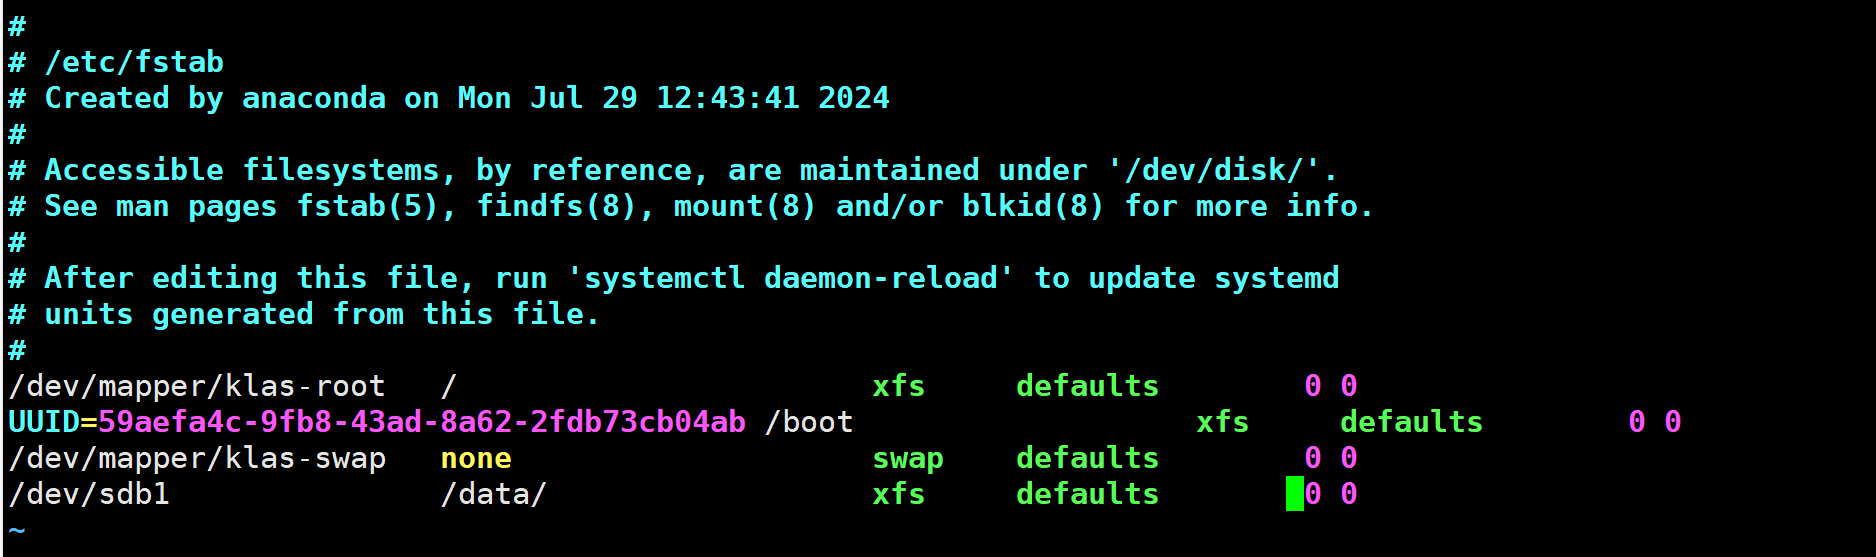 #
# /etc/fstab
# Created by anaconda on Mon Jul 29 12:43:41 2024
#
# Accessible filesystems, by reference, are maintained under '/dev/disk/'.
# See man pages fstab(5), findfs(8), mount(8) and/or blkid(8) for more info.
#
# After editing this file, run 'systemctl daemon-reload' to update systemd
# units generated from this file.
#
/dev/mapper/klas-root   /                       xfs     defaults        0 0
UUID=59aefa4c-9fb8-43ad-8a62-2fdb73cb04ab /boot                   xfs     defaults        0 0
/dev/mapper/klas-swap   none                    swap    defaults        0 0
/dev/sdb1               /data/                  xfs     defaults        0 0
~